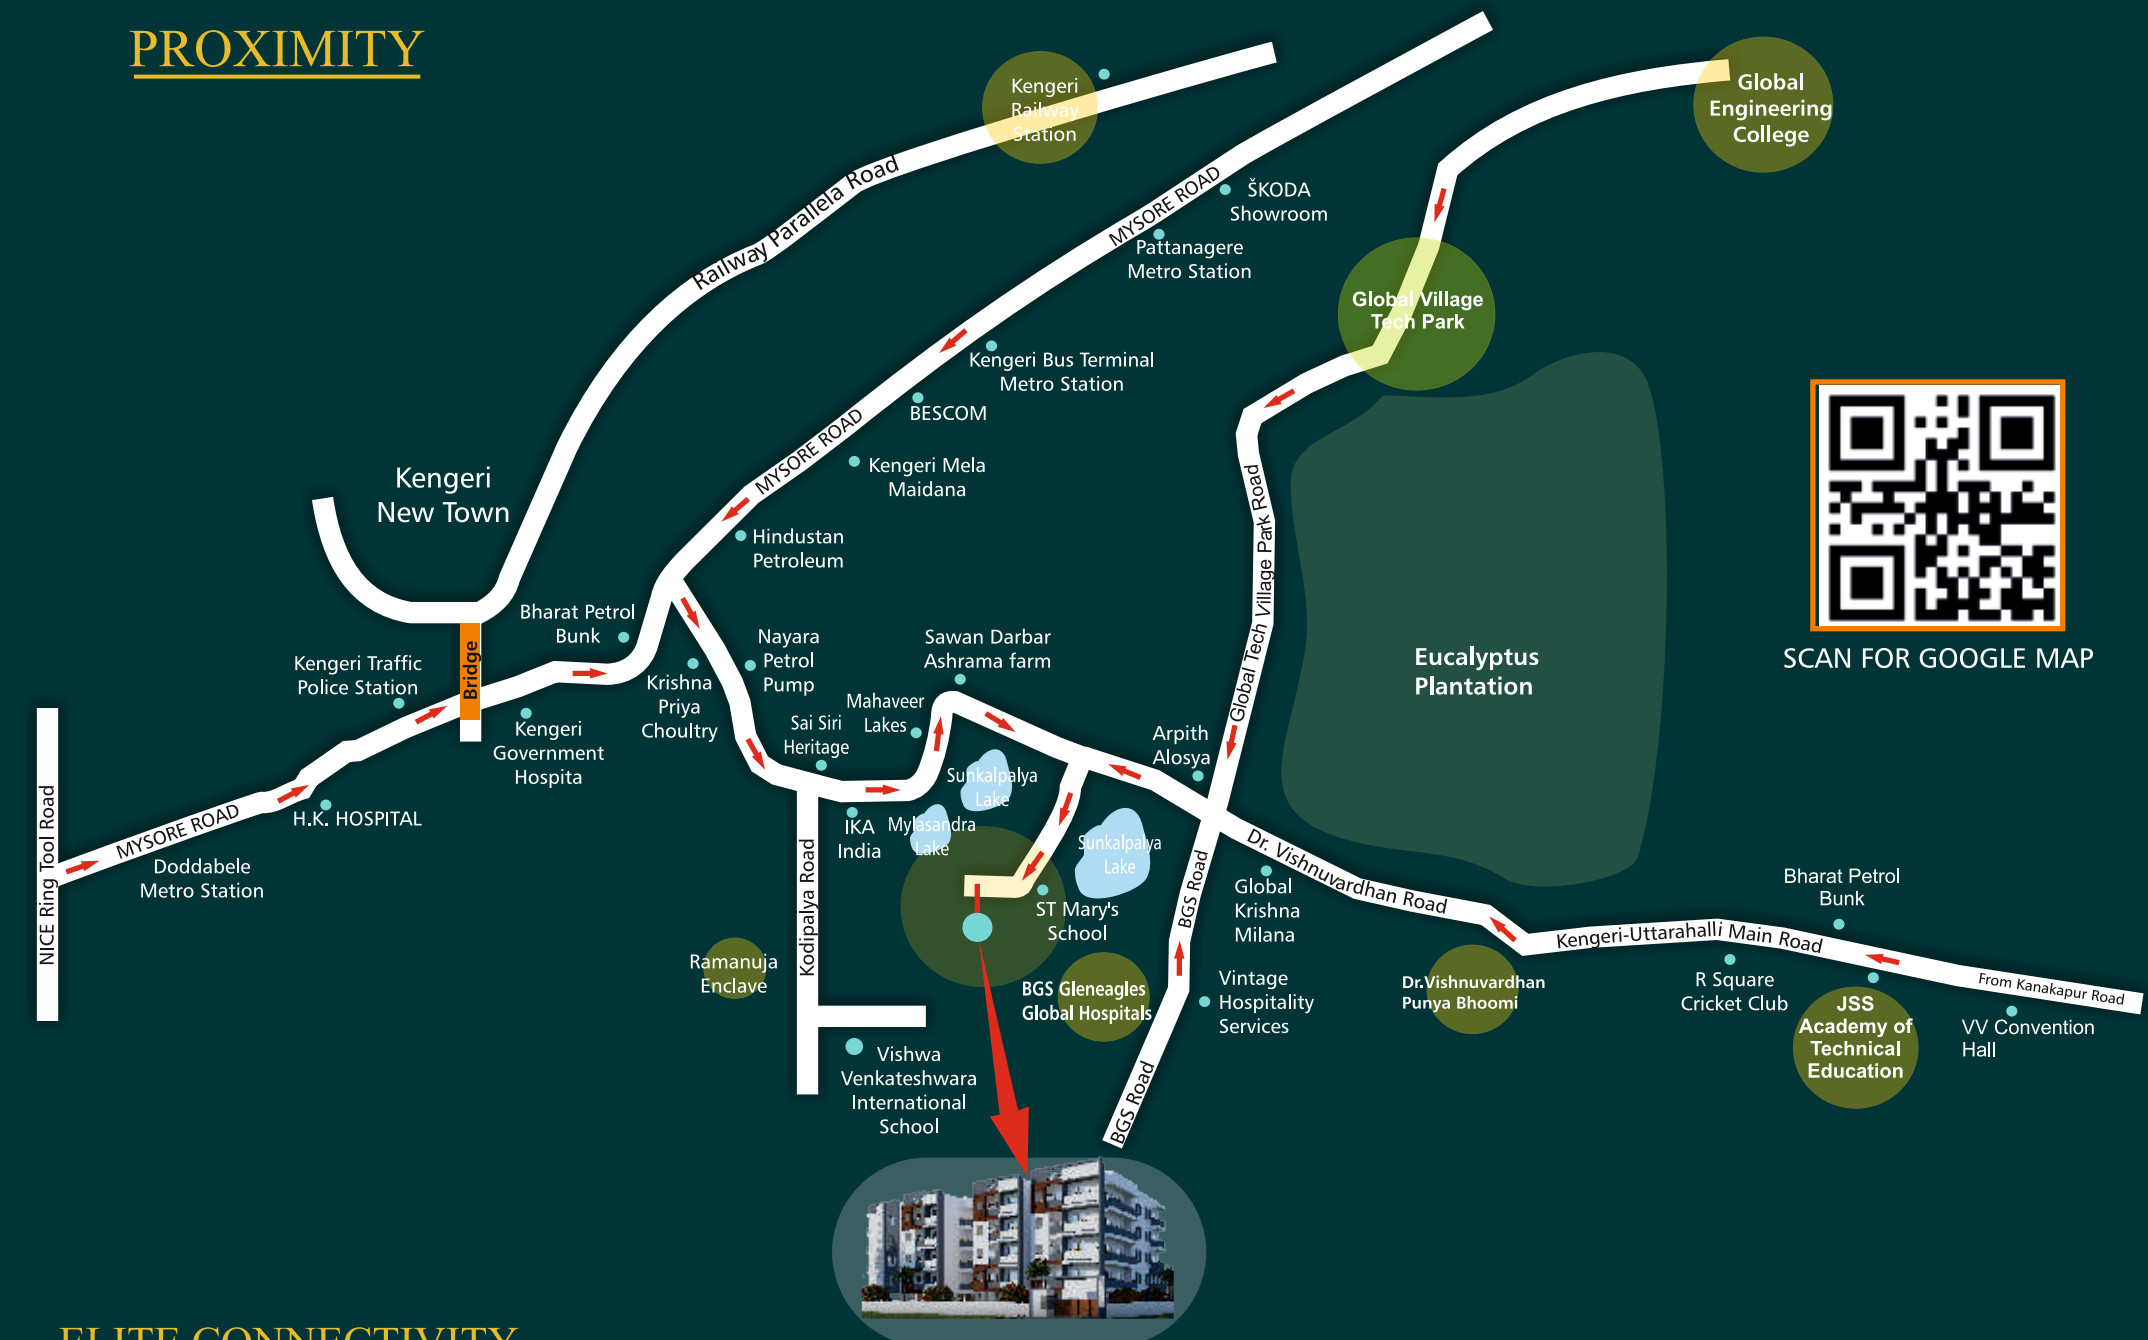 PROXIMITY
Kengeri
Railway
Station
Global
Engineering
College
Railway Parallela Road
MYSORE ROAD
ŠKODA
Showroom
Pattanagere
Metro Station
Global Village
Tech Park
Kengeri Bus Terminal
Metro Station
BESCOM
MYSORE ROAD
Kengeri Mela
Maidana
Kengeri
New Town
Hindustan
Petroleum
Global Tech Village Park Road
Eucalyptus
Plantation
SCAN FOR GOOGLE MAP
Bharat Petrol
Bunk
Kengeri Traffic
Police Station
Bridge
Nayara
Petrol
Pump
Sawan Darbar
Ashrama farm
Krishna
Priya
Choultry
Mahaveer
Lakes
Sai Siri
Heritage
Kengeri
Government
Hospita
Arpith
Alosya
Sunkalpalya
Lake
NICE Ring Tool Road
MYSORE ROAD
H.K. HOSPITAL
Doddabele
Metro Station
IKA
India
Mylasandra
Lake
Sunkalpalya
Lake
Kodipalya Road
BGS Road
Dr. Vishnuvardhan Road
Global
Krishna
Milana
ST Mary's
School
Bharat Petrol
Bunk
Kengeri-Uttarahalli Main Road
From Kanakapur Road
Ramanuja
Enclave
BGS Gleneagles
Global Hospitals
Vintage
Hospitality
Services
Dr.Vishnuvardhan
Punya Bhoomi
R Square
Cricket Club
JSS
Academy of
Technical
Education
VV Convention
Hall
Vishwa
Venkateshwara
International
School
BGS Road
ELITE CONNECTIVITY